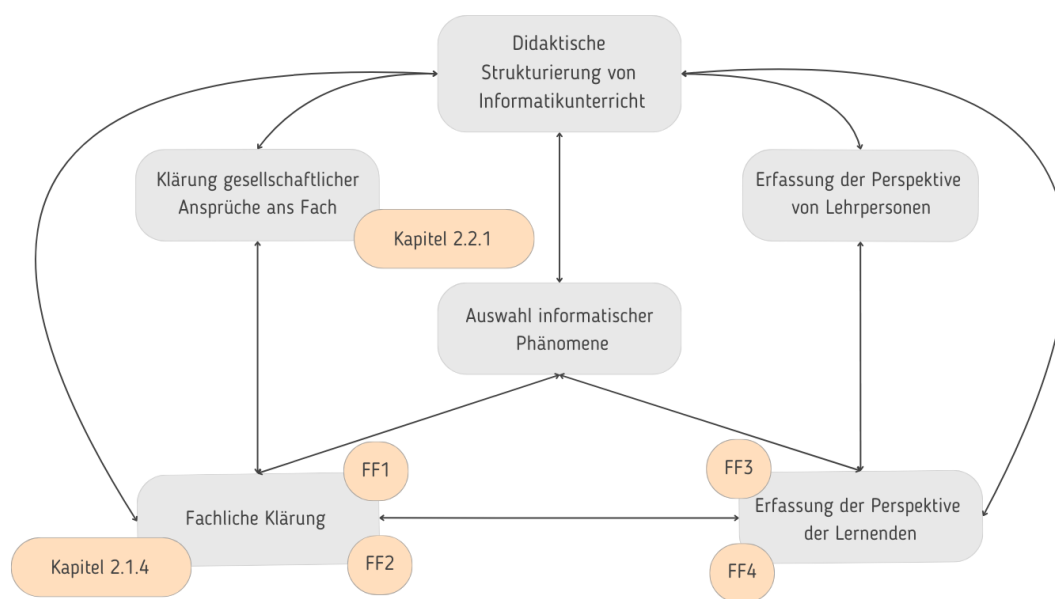 Didaktische
Strukturierung von
Informatikunterricht
Klärung gesellschaftlicher
Ansprüche ans Fach
Kapitel 2.2.1
Erfassung der Perspektive
von Lehrpersonen
Auswahl informatischer
Phänomene
FF1
Fachliche Klärung
FF2
Kapitel 2.1.4
FF3
Erfassung der Perspektive
der Lernenden
FF4